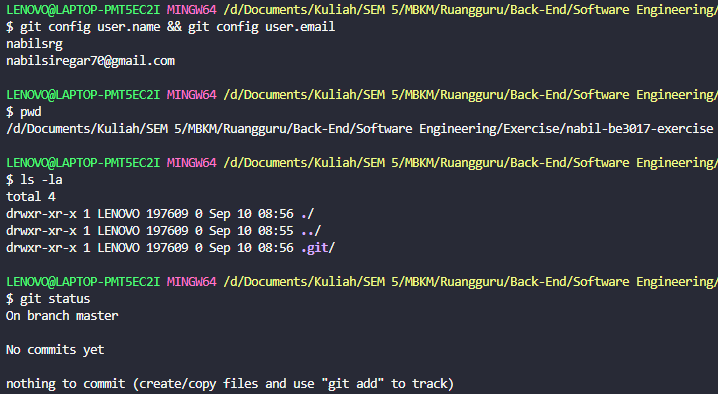 LENOVO@LAPTOP-PMT5EC2I MINGW64 /d/Documents/Kuliah/SEM 5/MBKM/Ruangguru/Back-End/Software Engineering/
$ git config user.name && git config user.email
nabilsrg
nabilsiregar70@gmail.com
LENOVO@LAPTOP-PMT5EC2I MINGW64 /d/Documents/Kuliah/SEM 5/MBKM/Ruangguru/Back-End/Software Engineering/
$ pwd
/d/Documents/Kuliah/SEM 5/MBKM/Ruangguru/Back-End/Software Engineering/Exercise/nabil-be3017-exercise
LENOVO@LAPTOP-PMT5EC2I MINGW64 /d/Documents/Kuliah/SEM 5/MBKM/Ruangguru/Back-End/Software Engineering/
$ ls -la
total 4
drwxr-xr-x 1 LENOVO 197609 0 Sep 10 08:56 ./
drwxr-xr-x 1 LENOVO 197609 0 Sep 10 08:55 ../
drwxr-xr-x 1 LENOVO 197609 0 Sep 10 08:56 .git/
LENOVO@LAPTOP-PMT5EC2I MINGW64 /d/Documents/Kuliah/SEM 5/MBKM/Ruangguru/Back-End/Software Engineering/
$ git status
On branch master
No commits yet
nothing to commit (create/copy files and use "git add" to track)